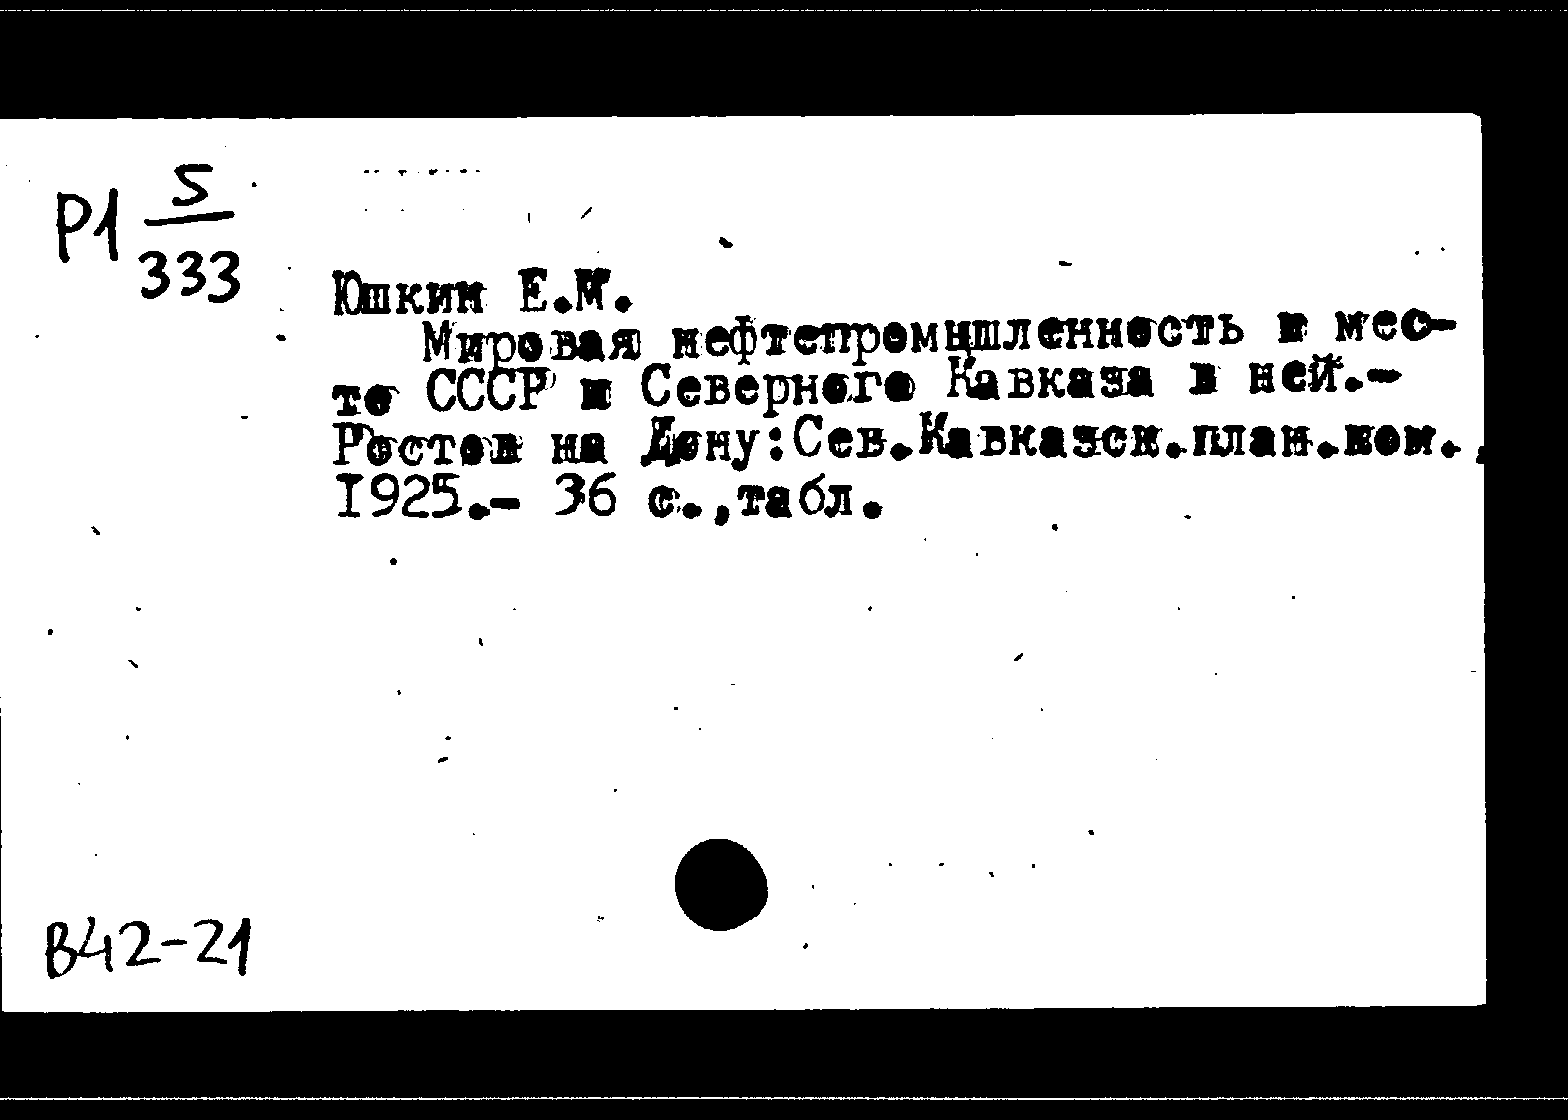 P1 5/333
Юшкин Е.М.
Мировая нефтепромышленность и мес-
то СССР и Северного Кавказа в ней.-
Ростов на Дону:Сев.Кавказск.план.ком.,
1925.- 36 с.,табл.
В42-21